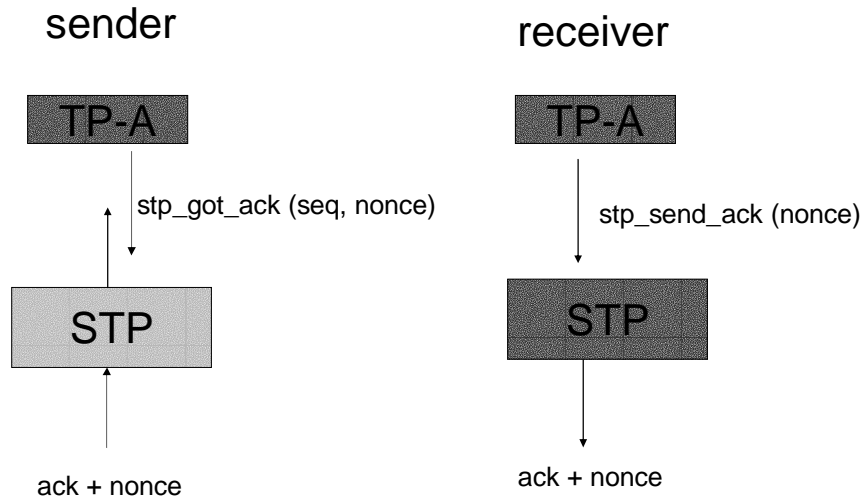 sender
receiver
TP-A
TP-A
stp_got_ack (seq, nonce)
stp_send_ack (nonce)
STP
STP
ack + nonce
ack + nonce